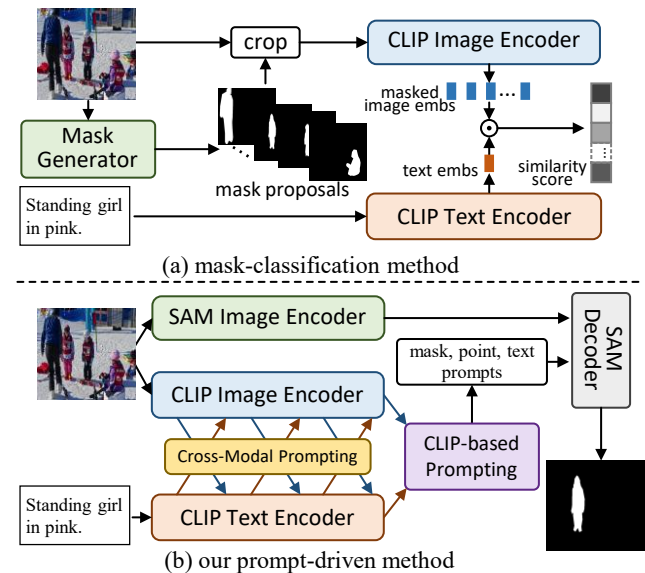 crop
CLIP Image Encoder
Mask
Generator
masked
image embs
...
mask proposals
text embs
similarity
score
Standing girl
in pink.
CLIP Text Encoder
(a) mask-classification method
SAM Image Encoder
SAM
Decoder
mask, point, text
prompts
CLIP Image Encoder
Cross-Modal Prompting
CLIP-based
Prompting
Standing girl
in pink.
CLIP Text Encoder
(b) our prompt-driven method